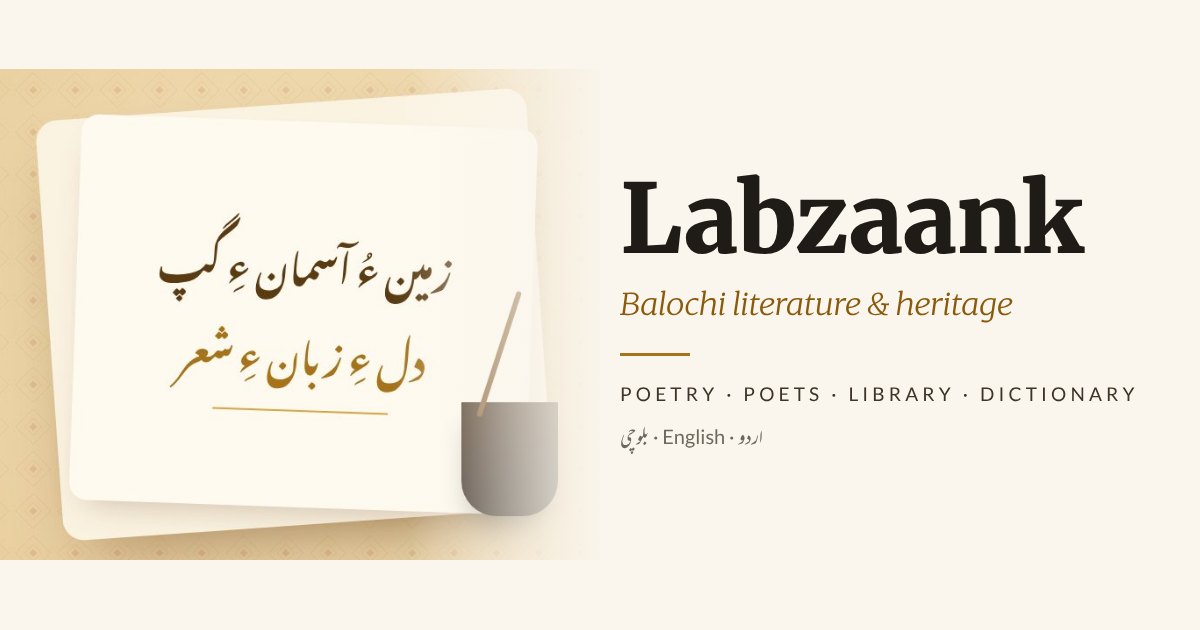 زمین ءُ آسمان ءِ گپ
دل ءِ زبان ءِ شعر
Labzaank
Balochi literature & heritage
POETRY · POETS · LIBRARY · DICTIONARY
بلوچی · English · اردو